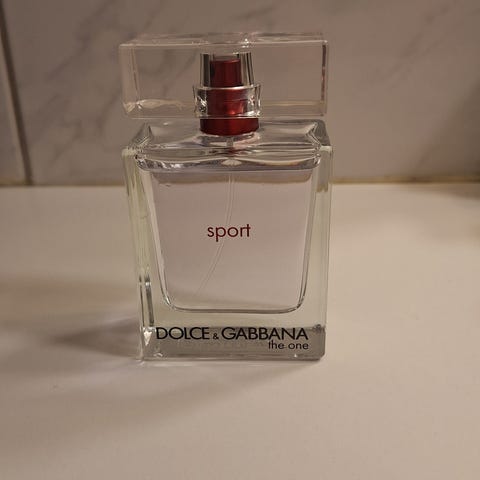 sport
DOLCE & GABBANA
the one